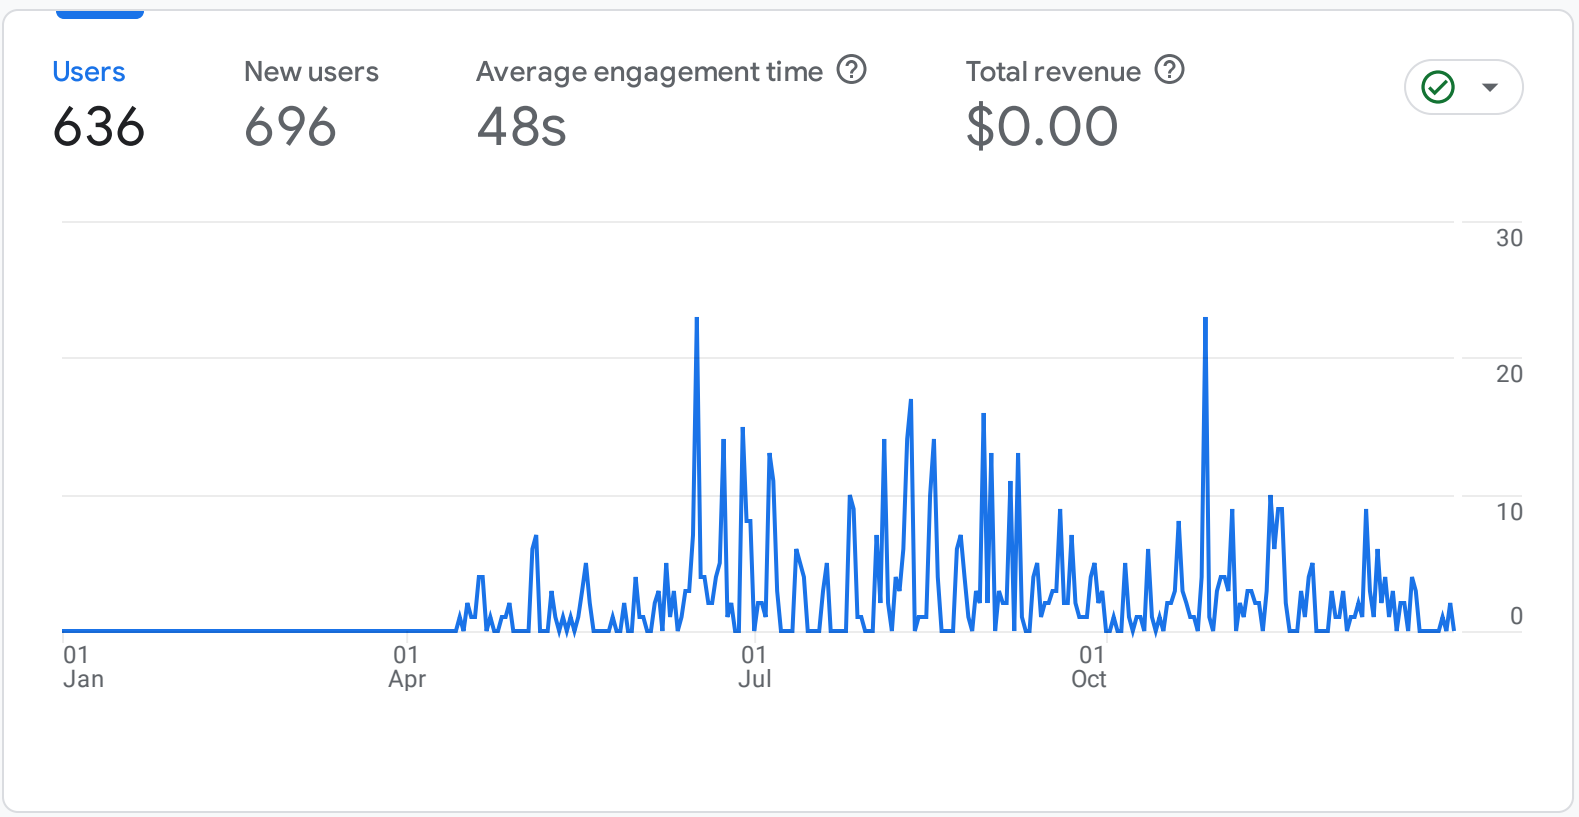 Users
636
New users
696
Average engagement time
48s
Total revenue
$0.00
30
20
10
0
01
Jan
01
Apr
01
Jul
01
Oct